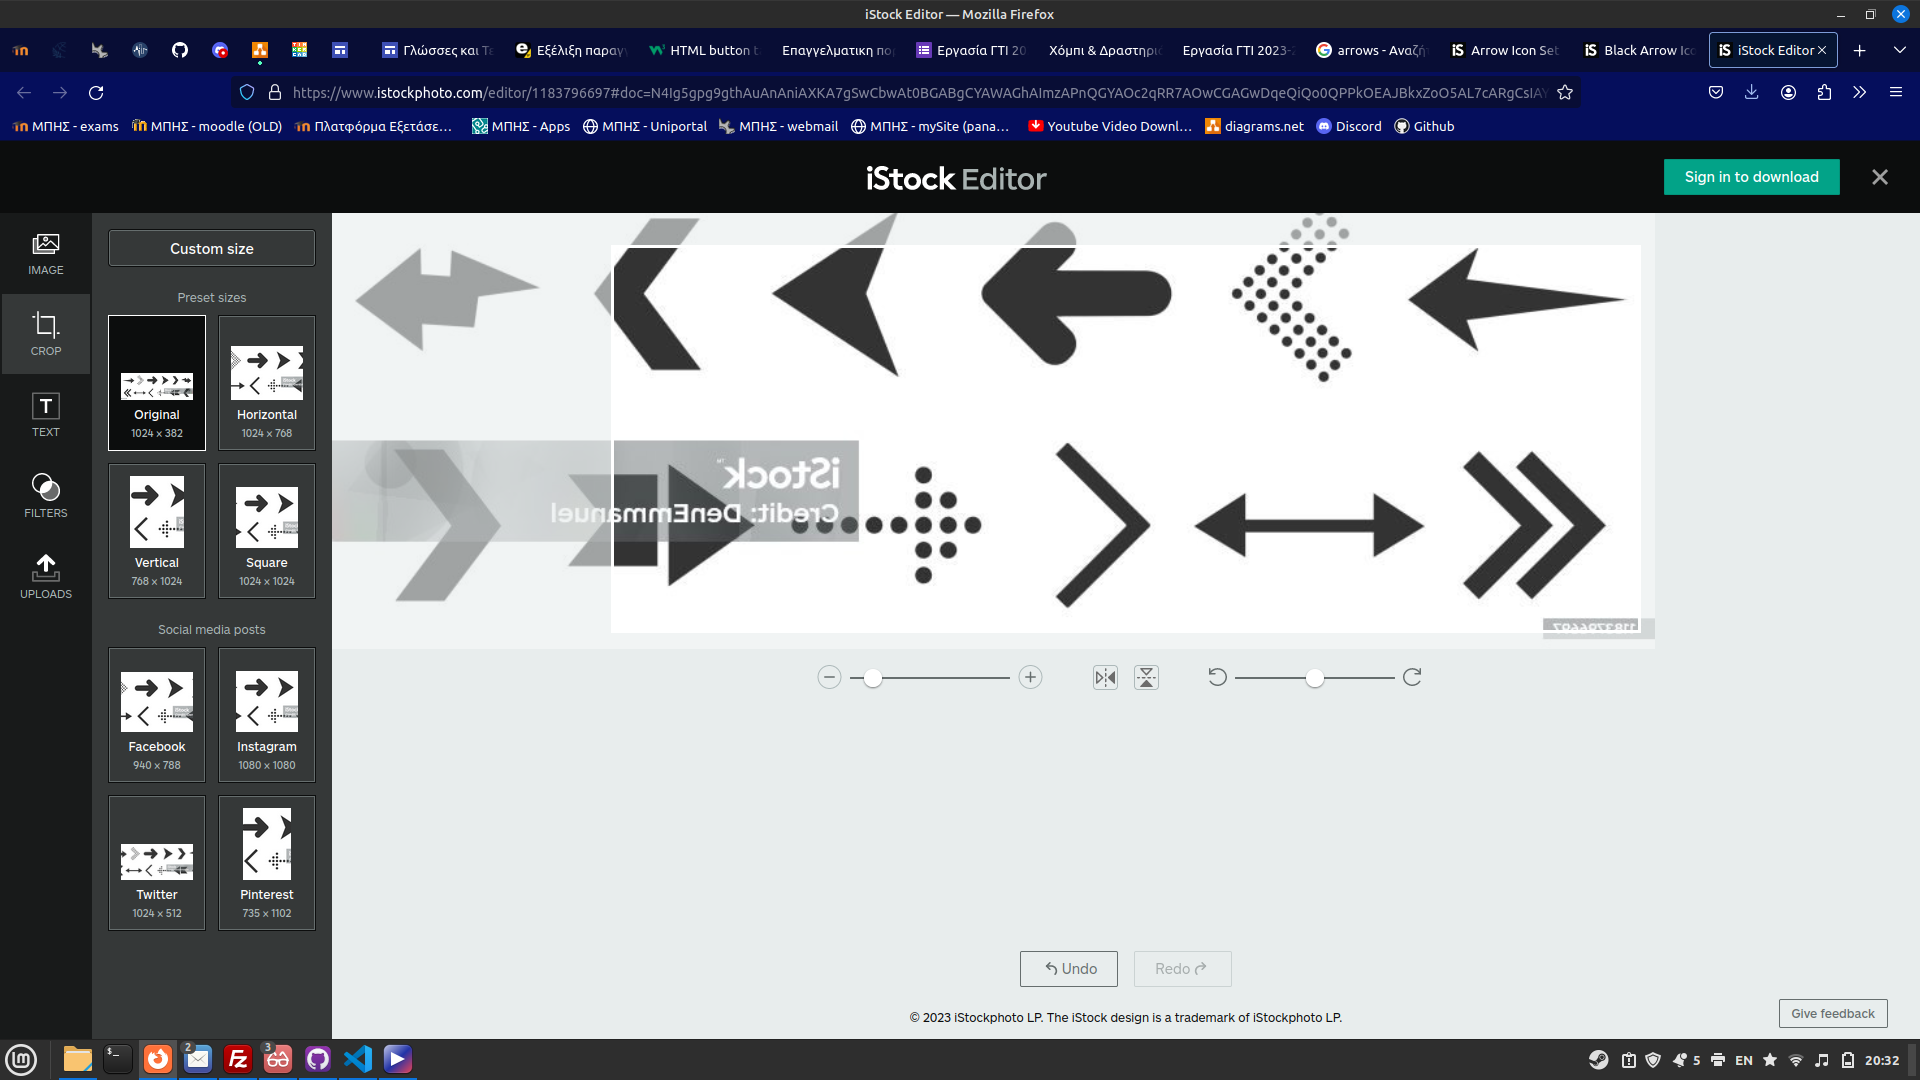 iStock Editor — Mozilla Firefox
Γλώσσες και Τε
Εξέλιξη παραγω
HTML button t
Επαγγελματικη πο
Εργασία ΓΤΙ 20
Χόμπι & Δραστηρι
Εργασία ΓΤΙ 2023-2
arrows - Αναζή
Arrow Icon Set
Black Arrow Ico
iStock Editor
https://www.istockphoto.com/editor/1183796697#doc=N4Ig5gpg9gthAuAnAniAXKA7gSwCbwAt0BGABgCYAWAGhAImzAPnQGYAOc2qRR7AOwCGAGwDqeQiQo0QPPkOEAJBkxZoO5AL7cARgCsIAY
ΜΠΗΣ - exams
ΜΠΗΣ - moodle (OLD)
Πλατφόρμα Εξετάσε...
ΜΠΗΣ - Apps
ΜΠΗΣ - Uniportal
ΜΠΗΣ - webmail
ΜΠΗΣ - mySite (pana...
Youtube Video Downl...
diagrams.net
Discord
Github
iStock Editor
Sign in to download
IMAGE
CROP
TEXT
FILTERS
UPLOADS
Custom size
Preset sizes
Original
1024 x 382
Horizontal
1024 x 768
Vertical
768 x 1024
Square
1024 x 1024
Social media posts
Facebook
940 x 788
Instagram
1080 x 1080
Twitter
1024 x 512
Pinterest
735 x 1102
iStock™
Credit: DenEmmanuel
1183796697
Undo
Redo
© 2023 iStockphoto LP. The iStock design is a trademark of iStockphoto LP.
Give feedback
2
3
5
EN
20:32